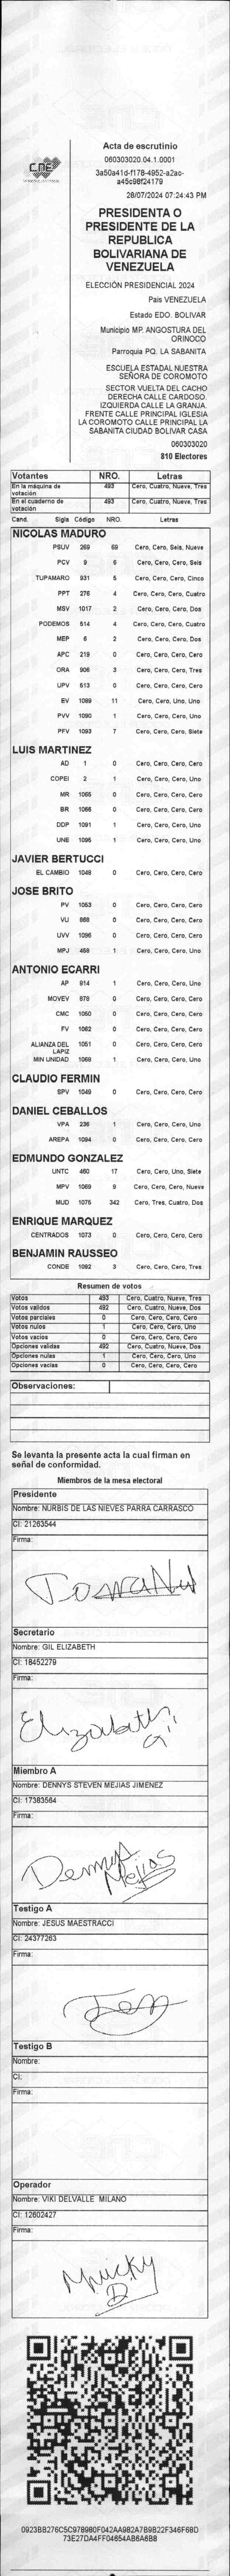 CNE
Acta de escrutinio
060303020.04.1.0001
3a50a41d-f178-4952-a2ac-
a45c98f24179
28/07/2024 07:24:43 PM
PRESIDENTA O
PRESIDENTE DE LA
REPUBLICA
BOLIVARIANA DE
VENEZUELA
ELECCIÓN PRESIDENCIAL 2024
Pais VENEZUELA
Estado EDO. BOLIVAR
Municipio MP. ANGOSTURA DEL
ORINOCO
Parroquia PQ. LA SABANITA
ESCUELA ESTADAL NUESTRA
SEÑORA DE COROMOTO
SECTOR VUELTA DEL CACHO
DERECHA CALLE CARDOSO.
IZQUIERDA CALLE LA GRANJA.
FRENTE CALLE PRINCIPAL IGLESIA
LA COROMOTO CALLE PRINCIPAL LA
SABANITA CIUDAD BOLIVAR CASA
060303020
810 Electores
Votantes NRO. Letras
En la máquina de votación 493 Cero, Cuatro, Nueve, Tres
En el cuaderno de votación 493 Cero, Cuatro, Nueve, Tres
Cand. Sigla Código NRO. Letras
NICOLAS MADURO
PSUV 269 69 Cero, Cero, Seis, Nueve
PCV 9 6 Cero, Cero, Cero, Seis
TUPAMARO 931 5 Cero, Cero, Cero, Cinco
PPT 276 4 Cero, Cero, Cero, Cuatro
MSV 1017 2 Cero, Cero, Cero, Dos
PODEMOS 514 4 Cero, Cero, Cero, Cuatro
MEP 6 2 Cero, Cero, Cero, Dos
APC 219 0 Cero, Cero, Cero, Cero
ORA 906 3 Cero, Cero, Cero, Tres
UPV 513 0 Cero, Cero, Cero, Cero
EV 1089 11 Cero, Cero, Uno, Uno
PVV 1090 1 Cero, Cero, Cero, Uno
PFV 1093 7 Cero, Cero, Cero, Siete
LUIS MARTINEZ
AD 1 0 Cero, Cero, Cero, Cero
COPEI 2 1 Cero, Cero, Cero, Uno
MR 1065 0 Cero, Cero, Cero, Cero
BR 1066 0 Cero, Cero, Cero, Cero
DDP 1091 1 Cero, Cero, Cero, Uno
UNE 1095 1 Cero, Cero, Cero, Uno
JAVIER BERTUCCI
EL CAMBIO 1048 0 Cero, Cero, Cero, Cero
JOSE BRITO
PV 1053 0 Cero, Cero, Cero, Cero
VU 868 0 Cero, Cero, Cero, Cero
UVV 1096 0 Cero, Cero, Cero, Cero
MPJ 458 1 Cero, Cero, Cero, Uno
ANTONIO ECARRI
AP 914 1 Cero, Cero, Cero, Uno
MOVEV 878 0 Cero, Cero, Cero, Cero
CMC 1050 0 Cero, Cero, Cero, Cero
FV 1062 0 Cero, Cero, Cero, Cero
ALIANZA DEL LAPIZ 1051 0 Cero, Cero, Cero, Cero
MIN UNIDAD 1068 1 Cero, Cero, Cero, Uno
CLAUDIO FERMIN
SPV 1049 0 Cero, Cero, Cero, Cero
DANIEL CEBALLOS
VPA 236 1 Cero, Cero, Cero, Uno
AREPA 1094 0 Cero, Cero, Cero, Cero
EDMUNDO GONZALEZ
UNTC 460 17 Cero, Cero, Uno, Siete
MPV 1069 9 Cero, Cero, Cero, Nueve
MUD 1075 342 Cero, Tres, Cuatro, Dos
ENRIQUE MARQUEZ
CENTRADOS 1073 0 Cero, Cero, Cero, Cero
BENJAMIN RAUSSEO
CONDE 1092 3 Cero, Cero, Cero, Tres
Resumen de votos
Votos 493 Cero, Cuatro, Nueve, Tres
Votos validos 492 Cero, Cuatro, Nueve, Dos
Votos parciales 0 Cero, Cero, Cero, Cero
Votos nulos 1 Cero, Cero, Cero, Uno
Votos vacios 0 Cero, Cero, Cero, Cero
Opciones validas 492 Cero, Cuatro, Nueve, Dos
Opciones nulas 1 Cero, Cero, Cero, Uno
Opciones vacias 0 Cero, Cero, Cero, Cero
Observaciones:
Se levanta la presente acta la cual firman en
señal de conformidad.
Miembros de la mesa electoral
Presidente
Nombre: NURBIS DE LAS NIEVES PARRA CARRASCO
CI: 21263544
Firma:
Secretario
Nombre: GIL ELIZABETH
CI: 18452279
Firma:
Elizabeth
Gi
Miembro A
Nombre: DENNYS STEVEN MEJIAS JIMENEZ
CI: 17383564
Firma:
Dennys
Mejias
Testigo A
Nombre: JESUS MAESTRACCI
CI: 24377263
Firma:
Testigo B
Nombre:
CI:
Firma:
Operador
Nombre: VIKI DELVALLE MILANO
CI: 12602427
Firma:
0923BB276C5C978980F042AA982A7B9B22F346F68D
73E27DA4FF04654AB6A6B8